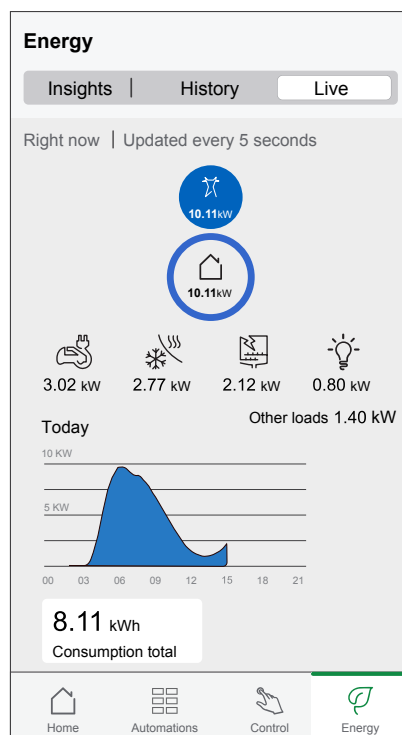 Energy
Insights | History Live
Right now | Updated every 5 seconds
10.11kW
10.11kW
3.02 kW 2.77 kW 2.12 kW 0.80 kW
Other loads 1.40 kW
Today
10 KW
5 KW
00 03 06 09 12 15 18 21
8.11 kWh
Consumption total
Home Automations Control Energy